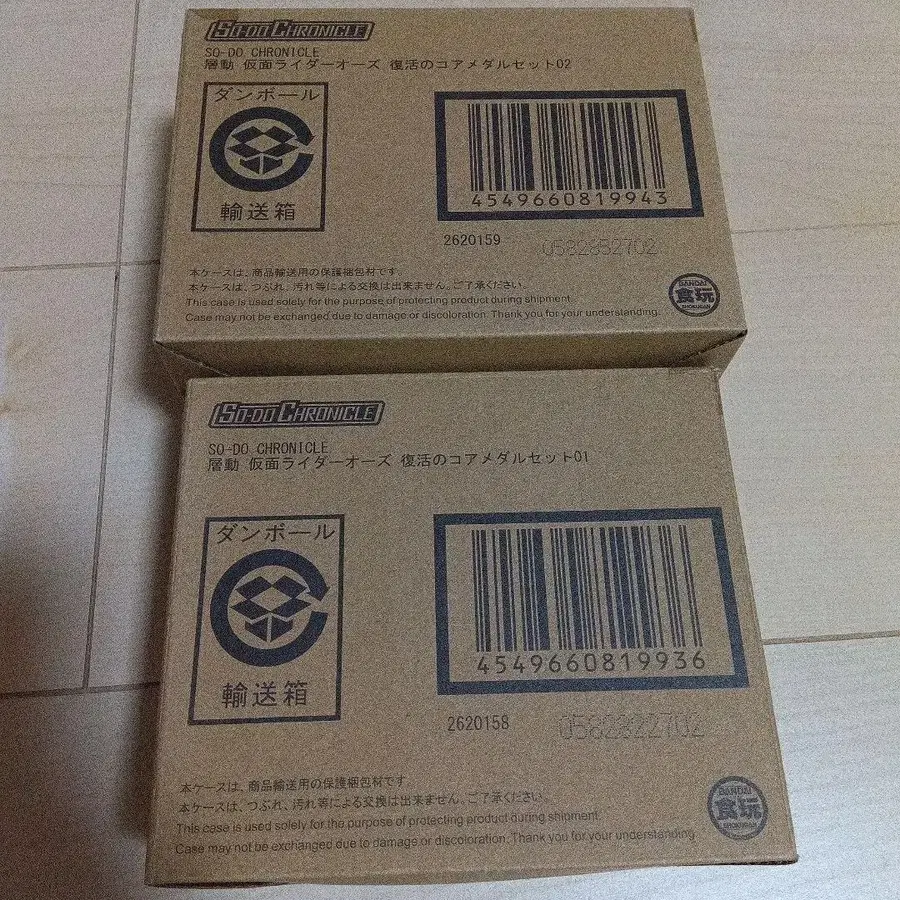 SO-DO CHRONICLE
SO-DO CHRONICLE
層動 仮面ライダーオーズ 復活のコアメダルセット02
ダンボール
輸送箱
4549660819943
2620159
0582852702
本ケースは、商品輸送用の保護梱包材です。
本ケースは、つぶれ、汚れ等による交換は出来ません。ご了承ください。
This case is used solely for the purpose of protecting product during shipment.
Case may not be exchanged due to damage or discoloration. Thank you for your understanding.
BANDAI
食玩
SHOKUGAN
SO-DO CHRONICLE
SO-DO CHRONICLE
層動 仮面ライダーオーズ 復活のコアメダルセット01
ダンボール
輸送箱
4549660819936
2620158
0582822702
本ケースは、商品輸送用の保護梱包材です。
本ケースは、つぶれ、汚れ等による交換は出来ません。ご了承ください。
This case is used solely for the purpose of protecting product during shipment.
Case may not be exchanged due to damage or discoloration. Thank you for your understanding.
BANDAI
食玩
SHOKUGAN